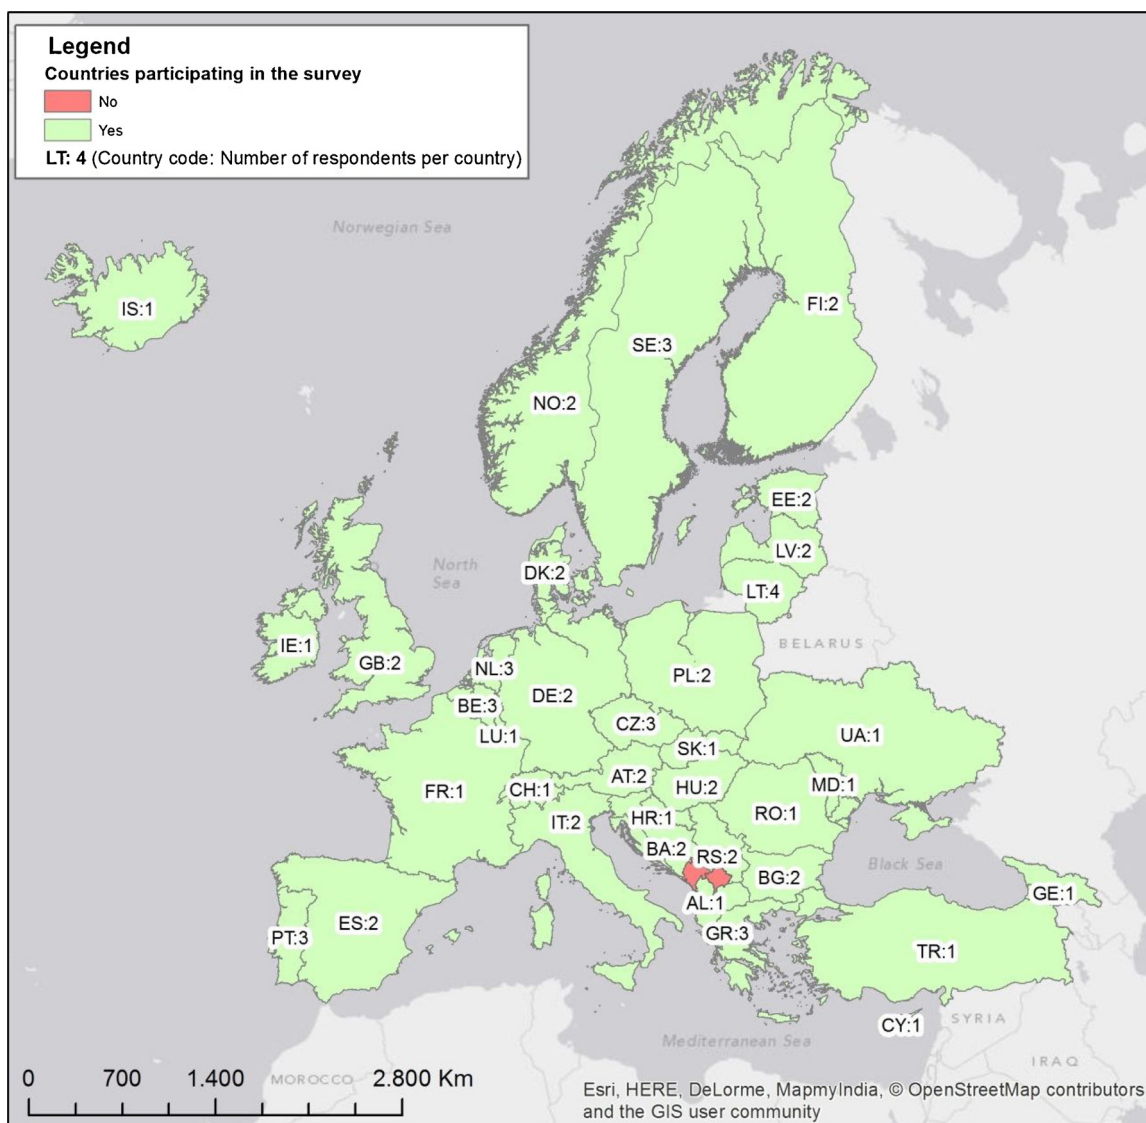 Legend
Countries participating in the survey
No
Yes
LT: 4 (Country code: Number of respondents per country)
Norwegian Sea
IS:1
FI:2
SE:3
NO:2
EE:2
North
Sea
LV:2
DK:2
LT:4
BELARUS
IE:1
GB:2
NL:3
PL:2
DE:2
BE:3
CZ:3
LU:1
UA:1
SK:1
AT:2
MD:1
HU:2
CH:1
FR:1
RO:1
HR:1
IT:2
BA:2
RS:2
Black Sea
BG:2
GE:1
AL:1
ES:2
GR:3
PT:3
TR:1
SYRIA
CY:1
Mediterranean Sea
IRAQ
0 700 1.400 2.800 Km
MOROCCO
Esri, HERE, DeLorme, MapmyIndia, © OpenStreetMap contributors
and the GIS user community